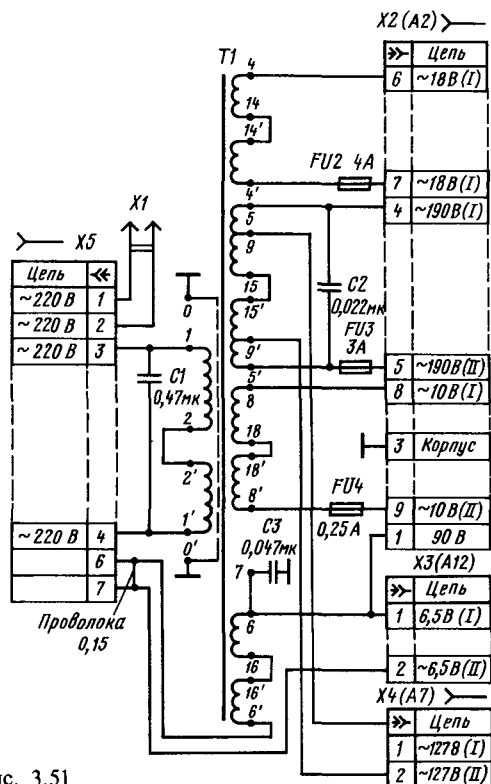 X2(A2)
Цепь
6 ~18В(I)
7 ~18В(I)
4 ~190В(I)
5 ~190В(II)
8 ~10В(I)
3 Корпус
9 ~10В(II)
1 90 В
X3(A12)
Цепь
1 6,5В(I)
2 ~6,5В(II)
X4(A7)
Цепь
1 ~127В(I)
2 ~127В(II)
T1
4
14
14'
4'
FU2 4А
5
9
15
15'
9'
5'
C2
0,022мк
FU3
3А
8
18
18'
8'
FU4
0,25А
C3
0,047мк
7
6
16
16'
6'
X1
X5
Цепь
~220 В 1
~220 В 2
~220 В 3
~220 В 4
6
7
0
1
C1
0,47мк
2
2'
1'
0'
Проволока
0,15
ис. 3.51